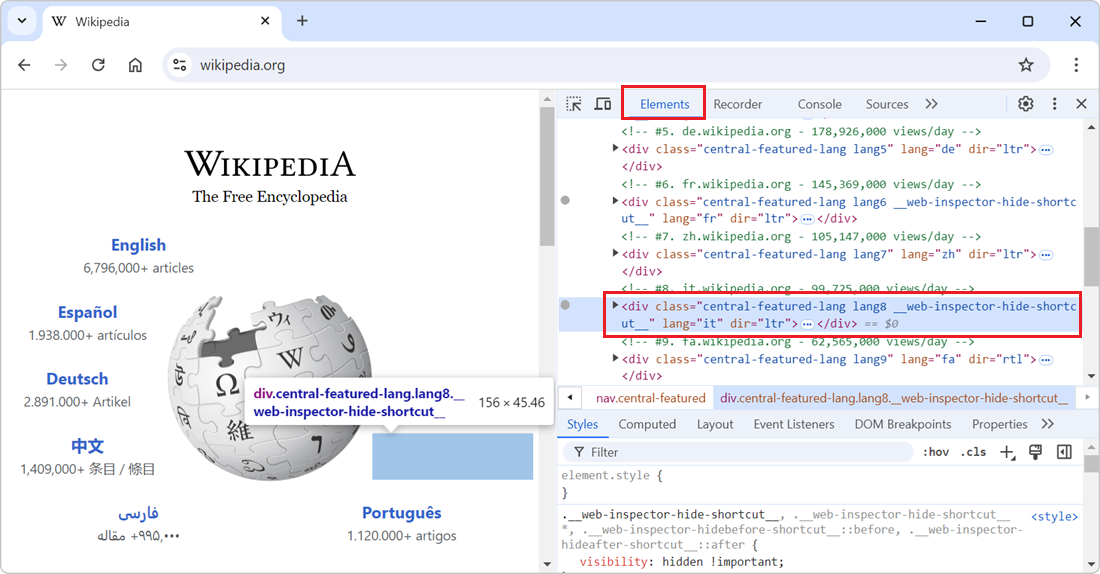 Wikipedia
wikipedia.org
WIKIPEDIA
The Free Encyclopedia
English
6,796,000+ articles
Español
1.938.000+ artículos
Deutsch
2.891.000+ Artikel
中文
1,409,000+ 条目 / 條目
فارسی
۹۹۵٬۰۰۰+ مقاله
Português
1.120.000+ artigos
Ω
W
維
7
ウィ
div.central-featured-lang.lang8.__
web-inspector-hide-shortcut__
156 × 45.46
Elements Recorder Console Sources
<!-- #5. de.wikipedia.org - 178,926,000 views/day -->
<div class="central-featured-lang lang5" lang="de" dir="ltr">
</div>
<!-- #6. fr.wikipedia.org - 145,369,000 views/day -->
<div class="central-featured-lang lang6 __web-inspector-hide-shortc
ut__" lang="fr" dir="ltr"> </div>
<!-- #7. zh.wikipedia.org - 105,147,000 views/day -->
<div class="central-featured-lang lang7" lang="zh" dir="ltr">
</div>
<!-- #8. it.wikipedia.org - 99,725,000 views/day -->
<div class="central-featured-lang lang8 __web-inspector-hide-shortc
ut__" lang="it" dir="ltr"> </div> == $0
<!-- #9. fa.wikipedia.org - 62,565,000 views/day -->
<div class="central-featured-lang lang9" lang="fa" dir="rtl">
</div>
nav.central-featured div.central-featured-lang.lang8.__web-inspector-hide-shortcut__
Styles Computed Layout Event Listeners DOM Breakpoints Properties
Filter :hov .cls
element.style {
}
.__web-inspector-hide-shortcut__, .__web-inspector-hide-shortcut__ <style>
*, .__web-inspector-hidebefore-shortcut__::before, .__web-inspector-
hideafter-shortcut__::after {
visibility: hidden !important;